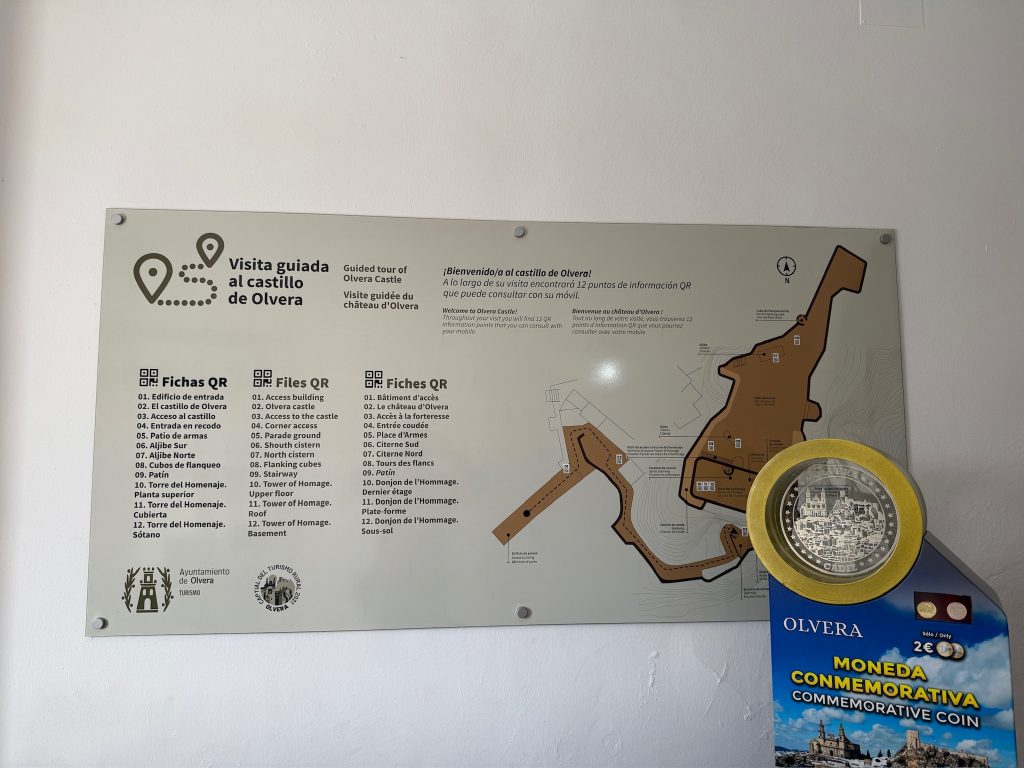 Visita guiada
al castillo
de Olvera
Guided tour of
Olvera Castle
Visite guidée du
château d'Olvera
¡Bienvenido/a al castillo de Olvera!
A lo largo de su visita encontrará 12 puntos de información QR
que puede consultar con su móvil.
Welcome to Olvera Castle!
Throughout your visit you will find 12 QR
information points that you can consult with
your mobile.
Bienvenue au château d'Olvera !
Tout au long de votre visite, vous trouverez 12
points d'information QR que vous pourrez
consulter avec votre mobile.
Fichas QR
01. Edificio de entrada
02. El castillo de Olvera
03. Acceso al castillo
04. Entrada en recodo
05. Patio de armas
06. Aljibe Sur
07. Aljibe Norte
08. Cubos de flanqueo
09. Patín
10. Torre del Homenaje.
Planta superior
11. Torre del Homenaje.
Cubierta
12. Torre del Homenaje.
Sótano
Files QR
01. Access building
02. Olvera castle
03. Access to the castle
04. Corner access
05. Parade ground
06. Shouth cistern
07. North cistern
08. Flanking cubes
09. Stairway
10. Tower of Homage.
Upper floor
11. Tower of Homage.
Roof
12. Tower of Homage.
Basement
Fiches QR
01. Bâtiment d'accès
02. Le château d'Olvera
03. Accès à la forteresse
04. Entrée coudée
05. Place d'Armes
06. Citerne Sud
07. Citerne Nord
08. Tours des flancs
09. Patín
10. Donjon de l'Hommage.
Dernier étage
11. Donjon de l'Hommage.
Plate-forme
12. Donjon de l'Hommage.
Sous-sol
Ayuntamiento
de Olvera
TURISMO
CAPITAL DEL TURISMO RURAL 2021
OLVERA
CÁDIZ
OLVERA
Sólo / Only
2€
MONEDA
CONMEMORATIVA
COMMEMORATIVE COIN